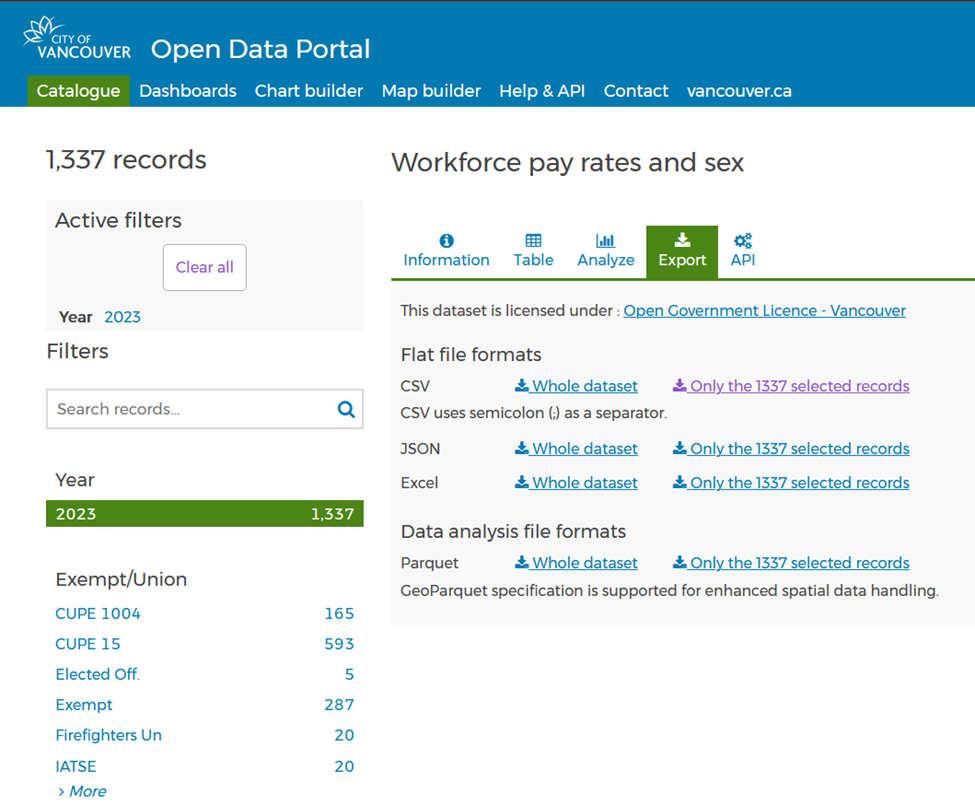 CITY OF
VANCOUVER
Open Data Portal
Catalogue Dashboards Chart builder Map builder Help & API Contact vancouver.ca
1,337 records
Active filters
Clear all
Year 2023
Filters
Search records...
Year
2023 1,337
Exempt/Union
CUPE 1004 165
CUPE 15 593
Elected Off. 5
Exempt 287
Firefighters Un 20
IATSE 20
> More
Workforce pay rates and sex
Information Table Analyze Export API
This dataset is licensed under : Open Government Licence - Vancouver
Flat file formats
CSV Whole dataset Only the 1337 selected records
CSV uses semicolon (;) as a separator.
JSON Whole dataset Only the 1337 selected records
Excel Whole dataset Only the 1337 selected records
Data analysis file formats
Parquet Whole dataset Only the 1337 selected records
GeoParquet specification is supported for enhanced spatial data handling.